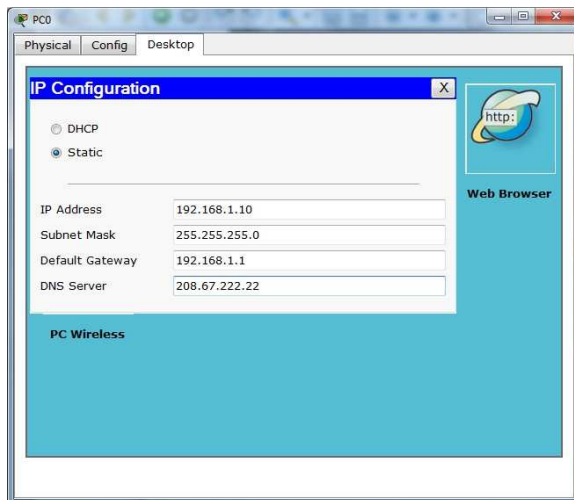 PC0
Physical Config Desktop
IP Configuration X
http:
DHCP
Static
Web Browser
IP Address 192.168.1.10
Subnet Mask 255.255.255.0
Default Gateway 192.168.1.1
DNS Server 208.67.222.22
PC Wireless